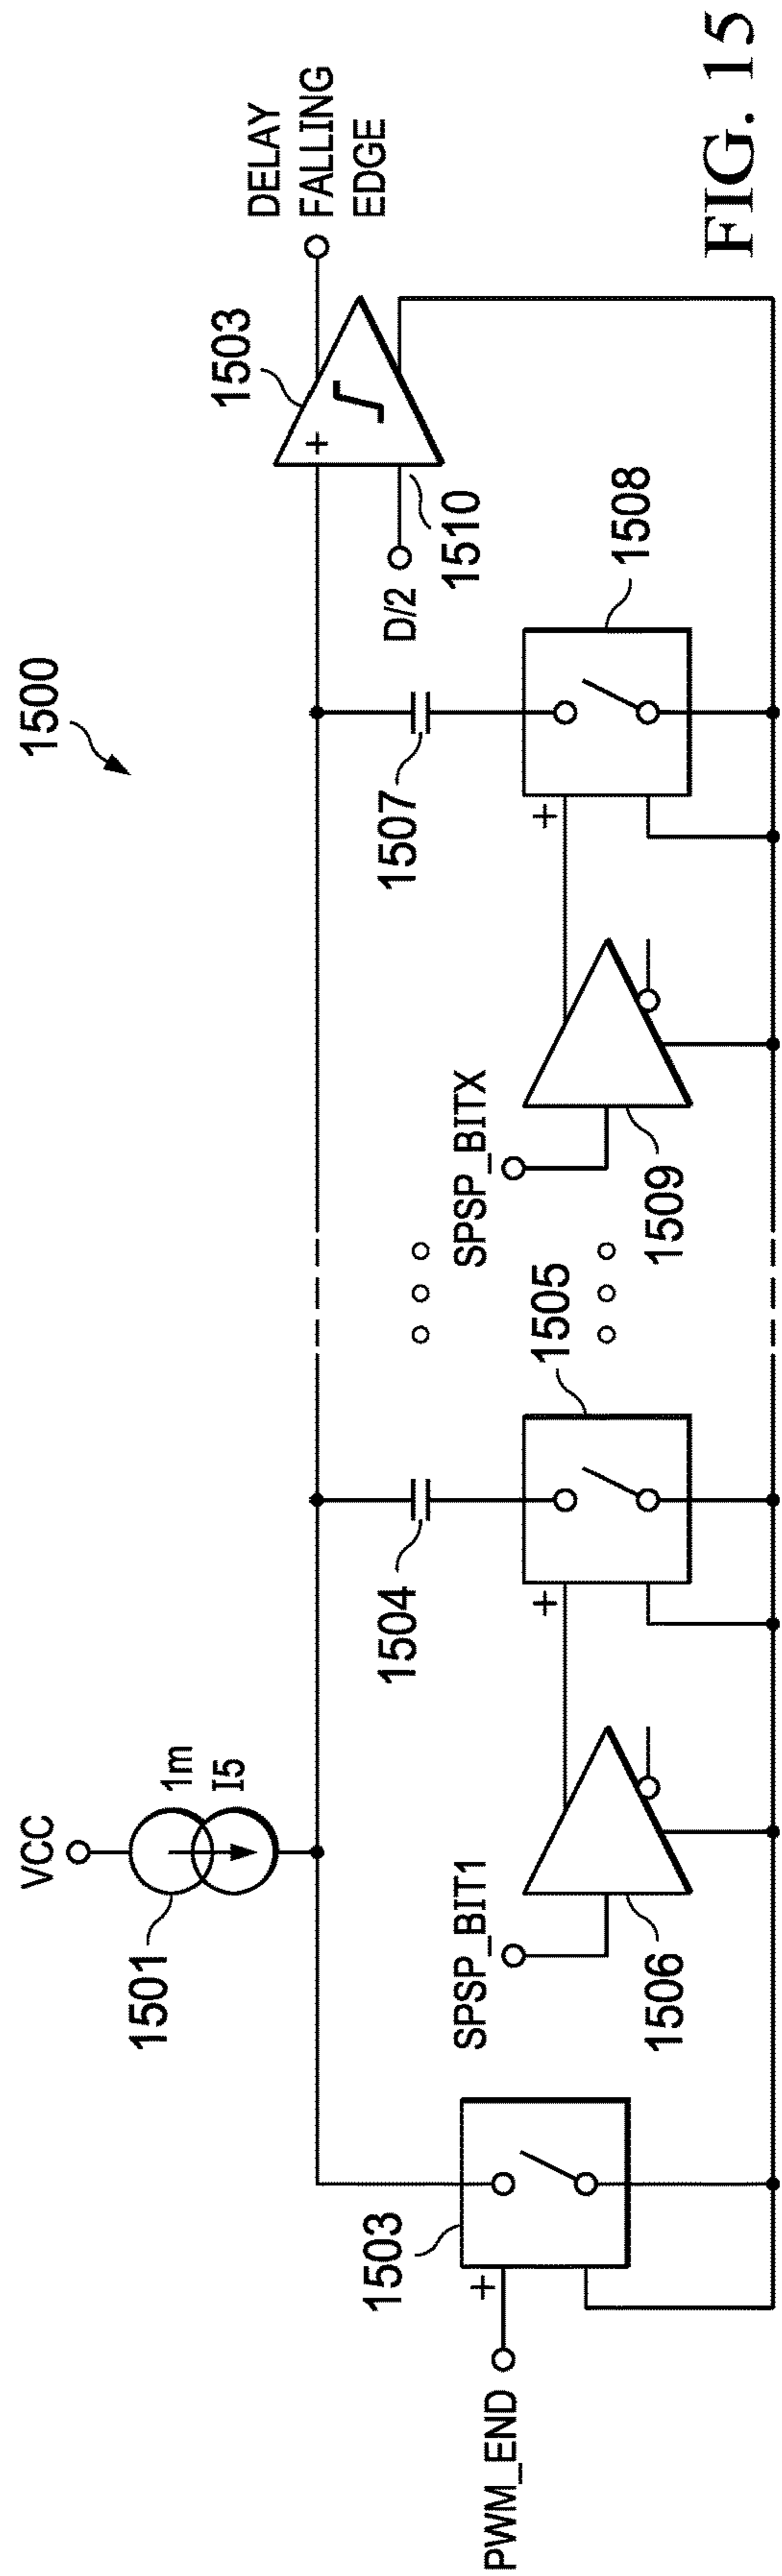 1500
VCC
1501
1m
I5
1503
DELAY
FALLING
EDGE
+
D/2
1510
1504
1507
PWM_END
+
1503
SPSP_BIT1
1506
+
1505
SPSP_BITX
1509
+
1508
FIG. 15